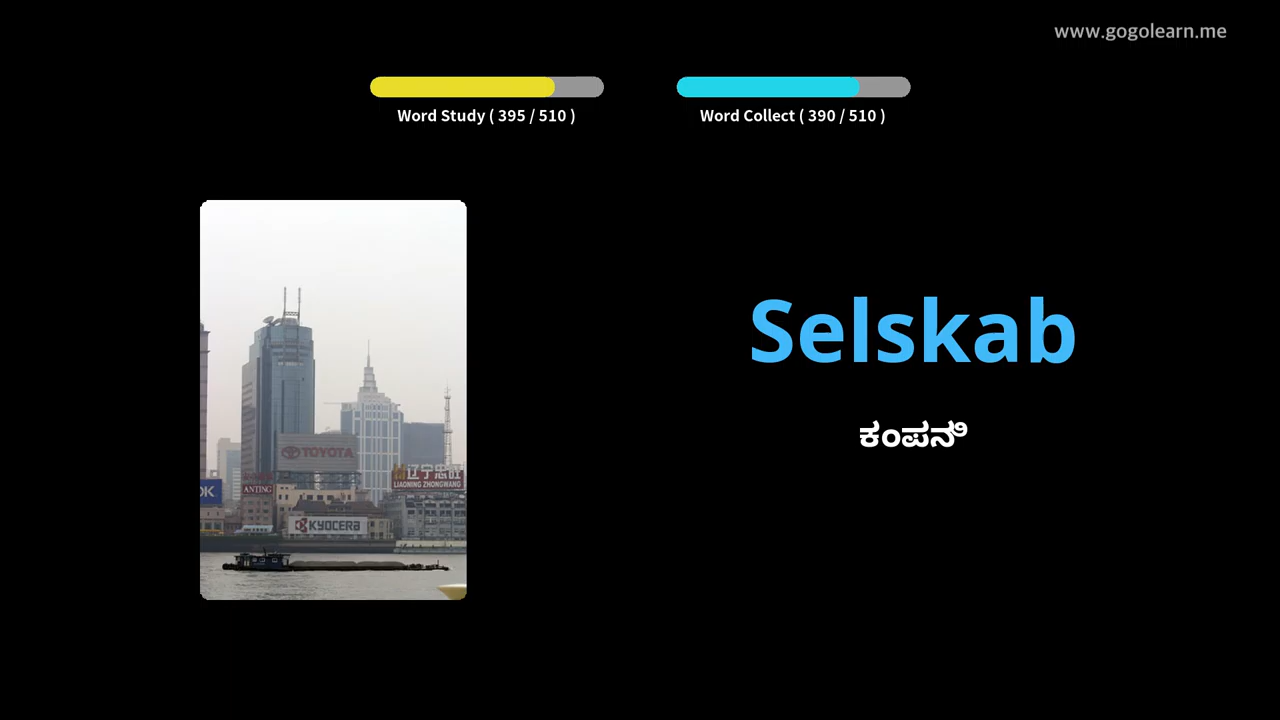 www.gogolearn.me
Word Study ( 395 / 510 )
Word Collect ( 390 / 510 )
Selskab
ಕಂಪನಿ
TOYOTA
辽宁忠旺
LIAONING ZHONGWANG
OK
ANTING
KYOCERA